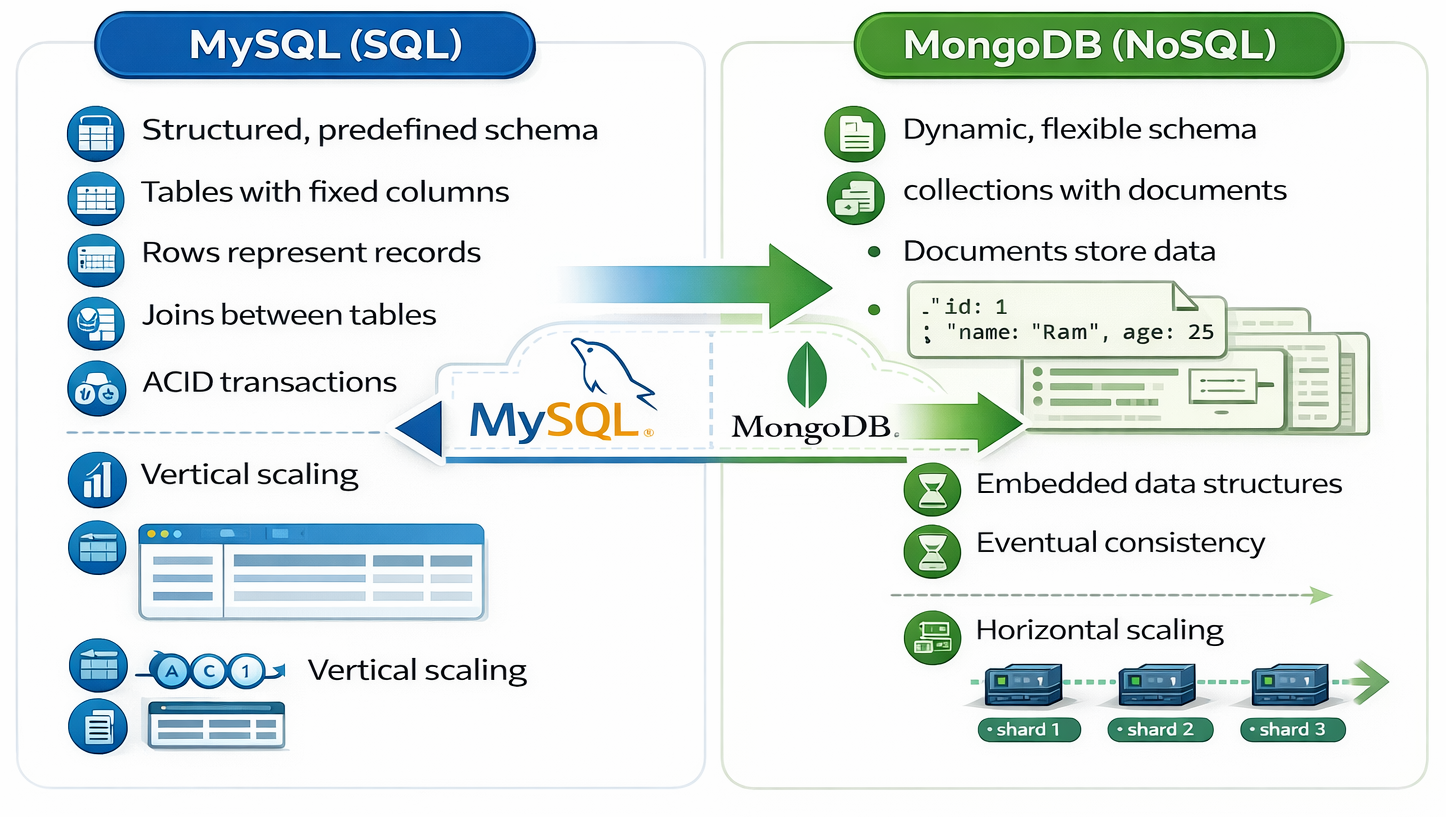 MySQL (SQL)
Structured, predefined schema
Tables with fixed columns
Rows represent records
Joins between tables
ACID transactions
Vertical scaling
A C 1
Vertical scaling
MySQL®
MongoDB.
MongoDB (NoSQL)
Dynamic, flexible schema
collections with documents
• Documents store data
• ."id: 1
; "name: "Ram", age: 25
Embedded data structures
Eventual consistency
Horizontal scaling
• shard 1
• shard 2
• shard 3